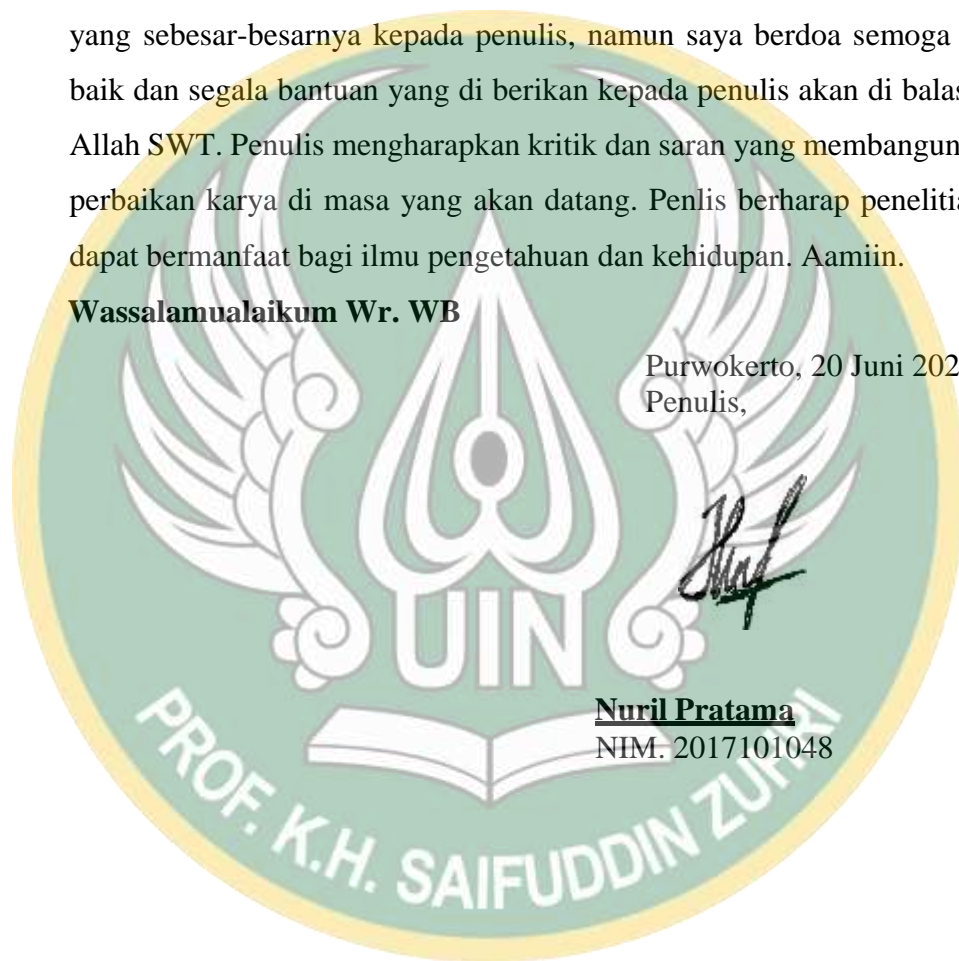 yang sebesar-besarnya kepada penulis, namun saya berdoa semoga
baik dan segala bantuan yang di berikan kepada penulis akan di balas
Allah SWT. Penulis mengharapkan kritik dan saran yang membangun
perbaikan karya di masa yang akan datang. Penlis berharap penelitia
dapat bermanfaat bagi ilmu pengetahuan dan kehidupan. Aamiin.
Wassalamualaikum Wr. WB
Purwokerto, 20 Juni 202
Penulis,
Nuril Pratama
NIM. 2017101048
UIN
PROF. K.H. SAIFUDDIN ZUHRI